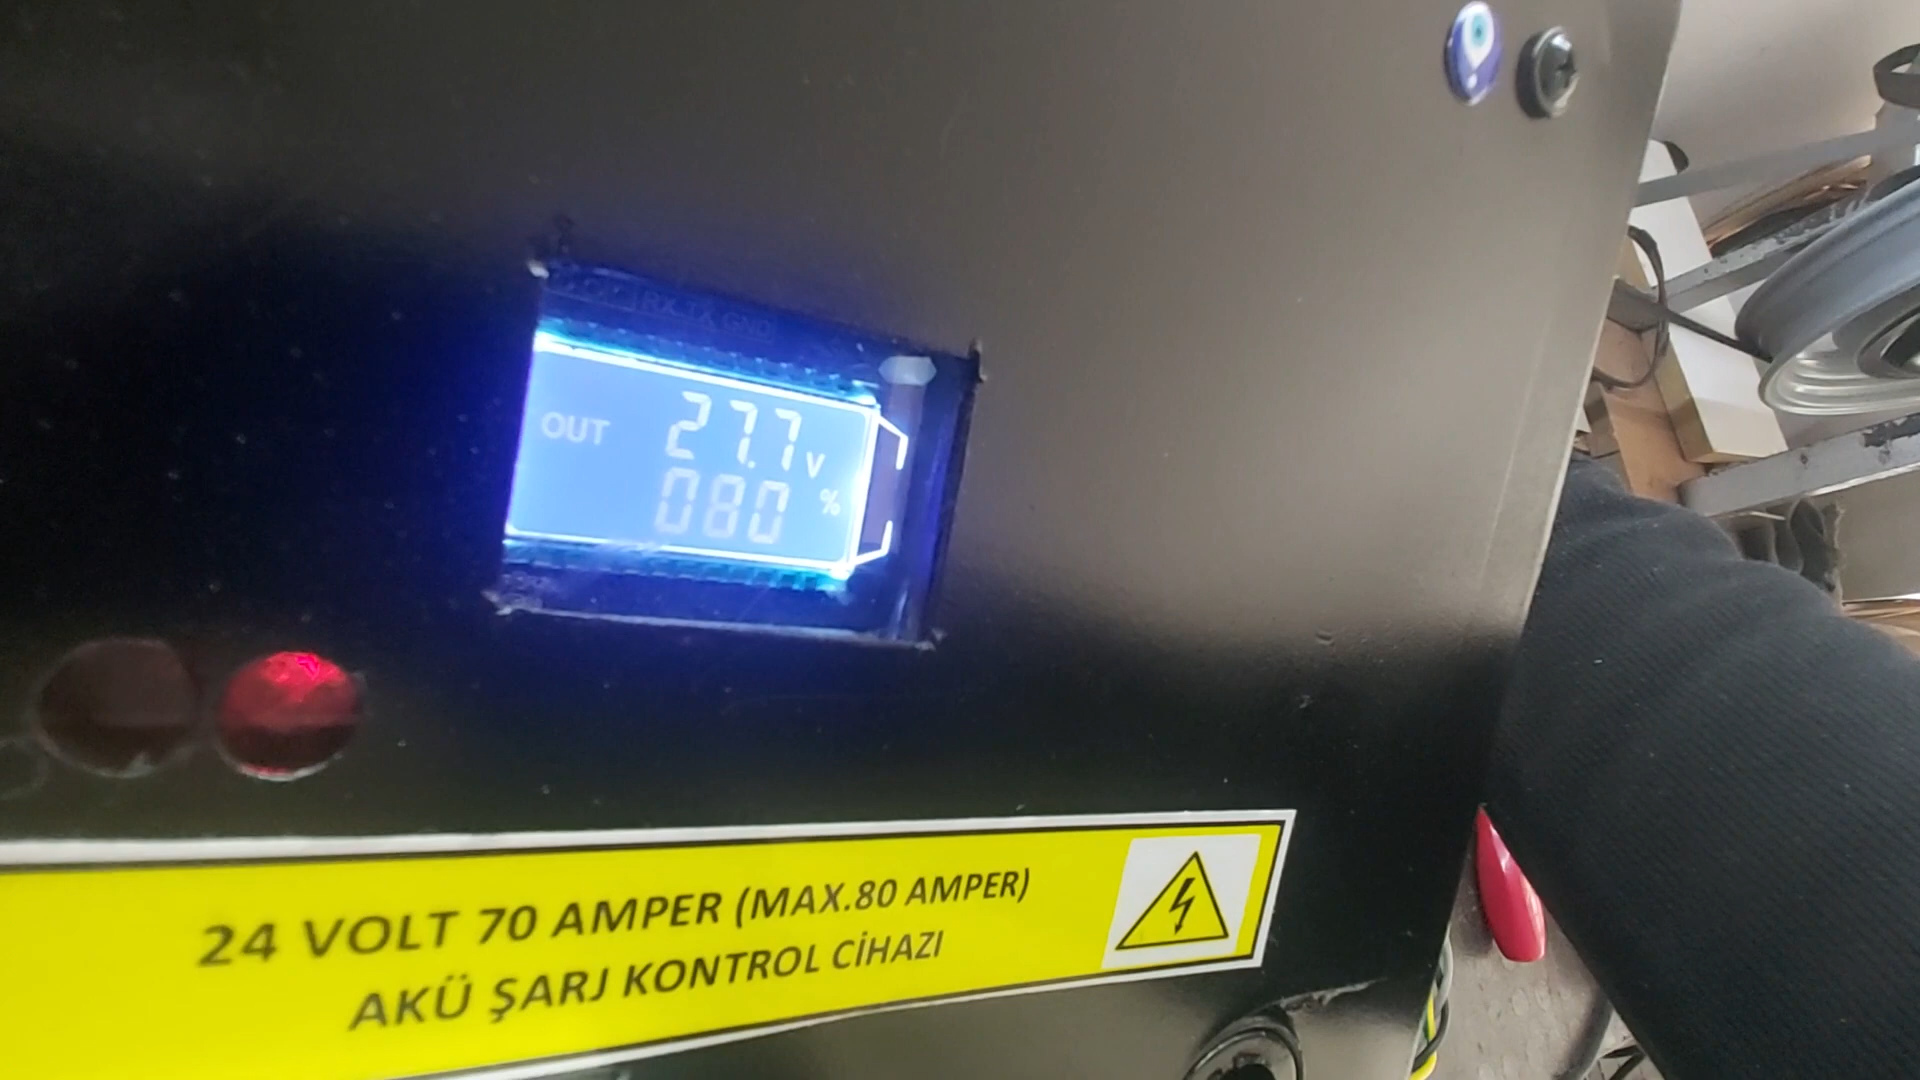 RX TX GND
OUT 27.7 V
080 %
24 VOLT 70 AMPER (MAX.80 AMPER)
AKÜ ŞARJ KONTROL CİHAZI